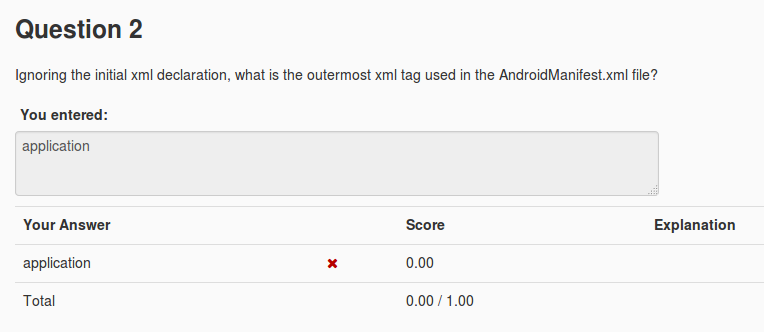 Question 2
Ignoring the initial xml declaration, what is the outermost xml tag used in the AndroidManifest.xml file?
You entered:
application
Your Answer Score Explanation
application ✖ 0.00
Total 0.00 / 1.00